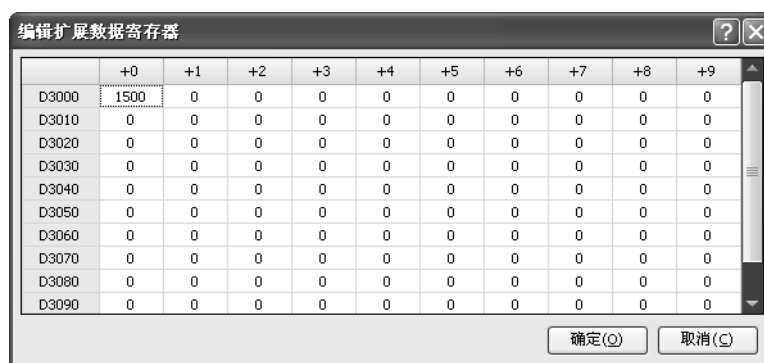 编辑扩展数据寄存器
+0 +1 +2 +3 +4 +5 +6 +7 +8 +9
D3000 1500 0 0 0 0 0 0 0 0 0
D3010 0 0 0 0 0 0 0 0 0 0
D3020 0 0 0 0 0 0 0 0 0 0
D3030 0 0 0 0 0 0 0 0 0 0
D3040 0 0 0 0 0 0 0 0 0 0
D3050 0 0 0 0 0 0 0 0 0 0
D3060 0 0 0 0 0 0 0 0 0 0
D3070 0 0 0 0 0 0 0 0 0 0
D3080 0 0 0 0 0 0 0 0 0 0
D3090 0 0 0 0 0 0 0 0 0 0
确定(O) 取消(C)